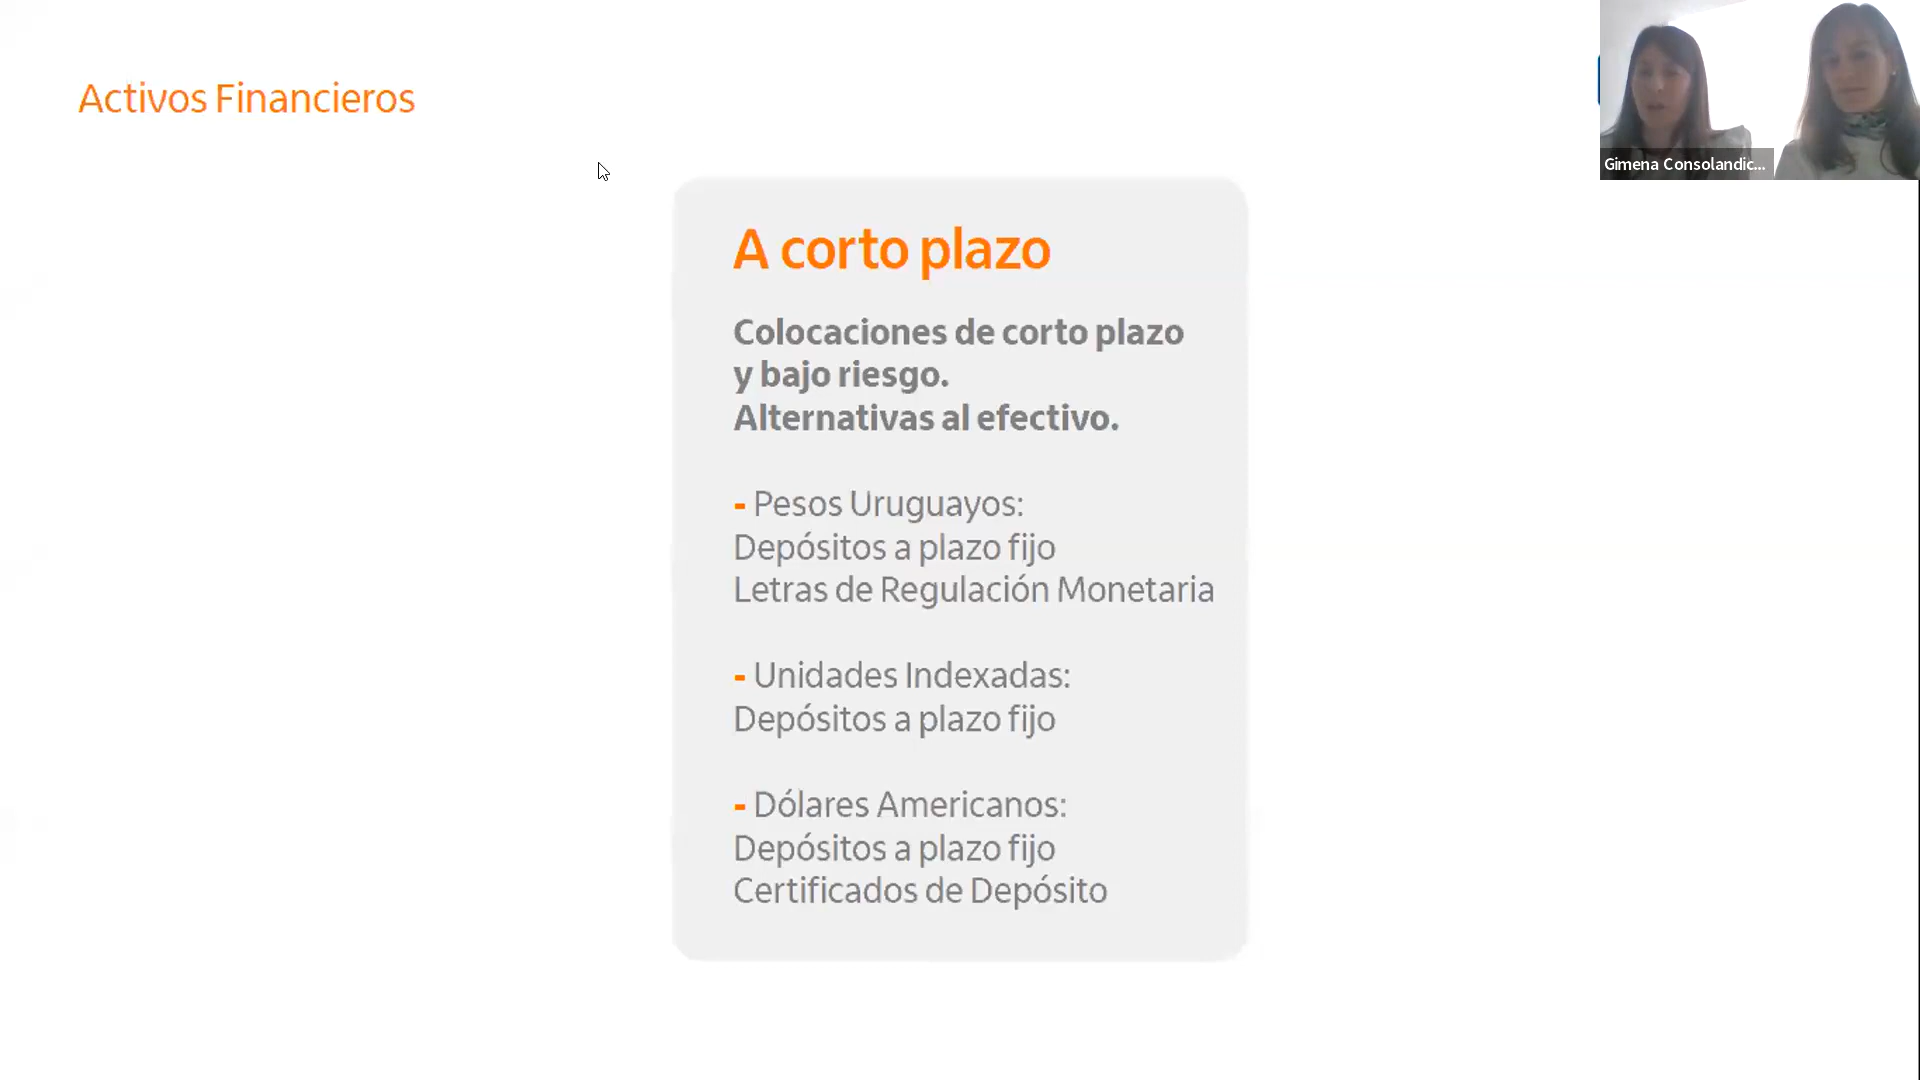 Activos Financieros
Gimena Consolandic...
A corto plazo
Colocaciones de corto plazo
y bajo riesgo.
Alternativas al efectivo.
- Pesos Uruguayos:
Depósitos a plazo fijo
Letras de Regulación Monetaria
- Unidades Indexadas:
Depósitos a plazo fijo
- Dólares Americanos:
Depósitos a plazo fijo
Certificados de Depósito